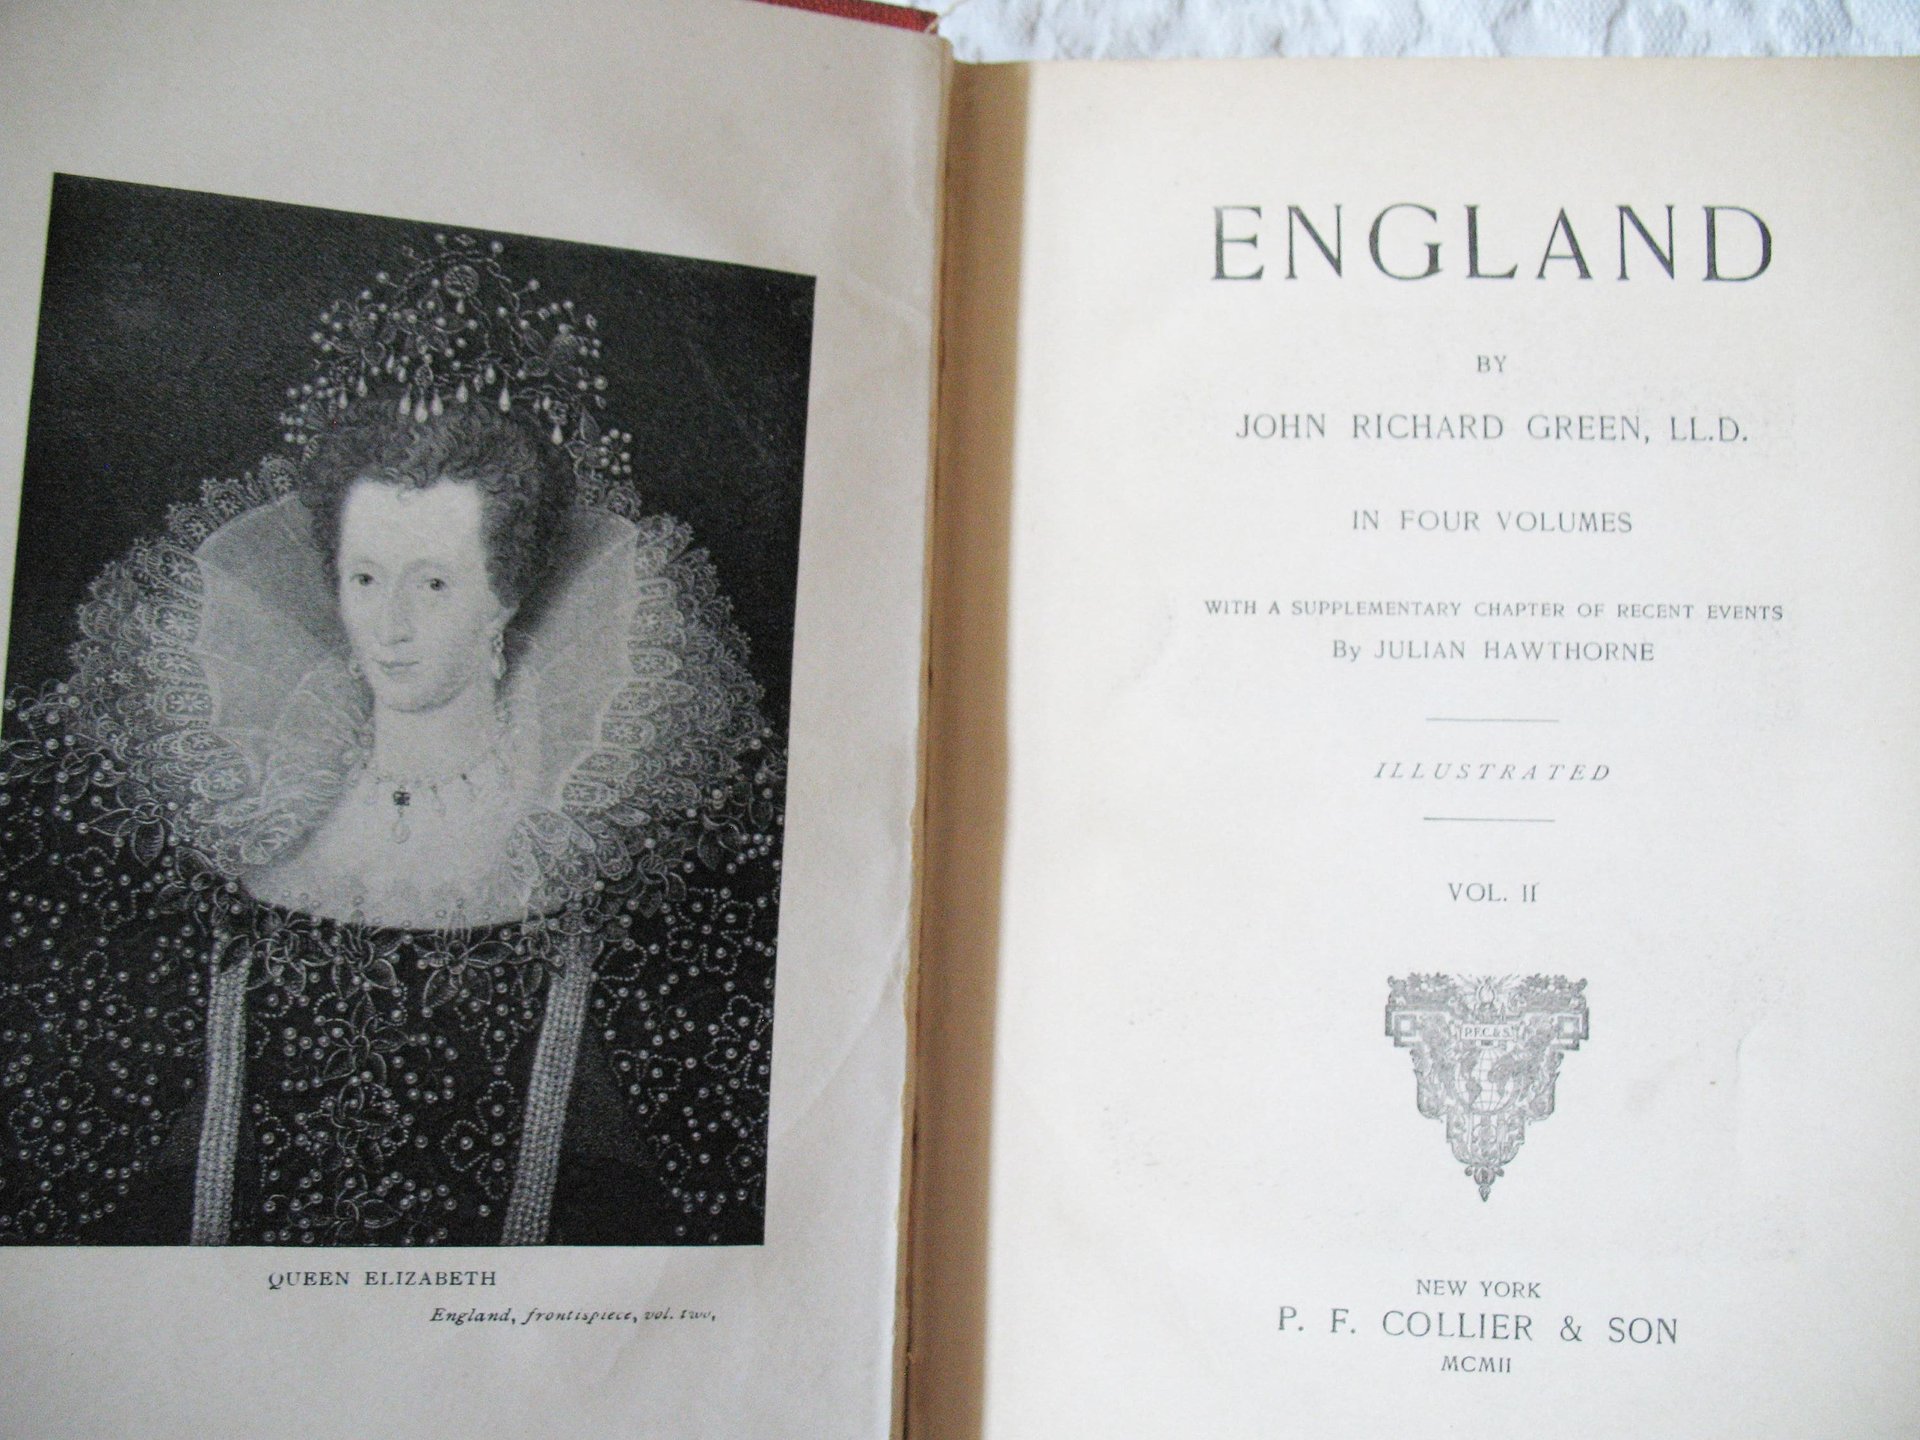 QUEEN ELIZABETH
England, frontispiece, vol. two,
ENGLAND
BY
JOHN RICHARD GREEN, LL.D.
IN FOUR VOLUMES
WITH A SUPPLEMENTARY CHAPTER OF RECENT EVENTS
By JULIAN HAWTHORNE
ILLUSTRATED
VOL. II
P.F.C.&S.
NEW YORK
P. F. COLLIER & SON
MCMII